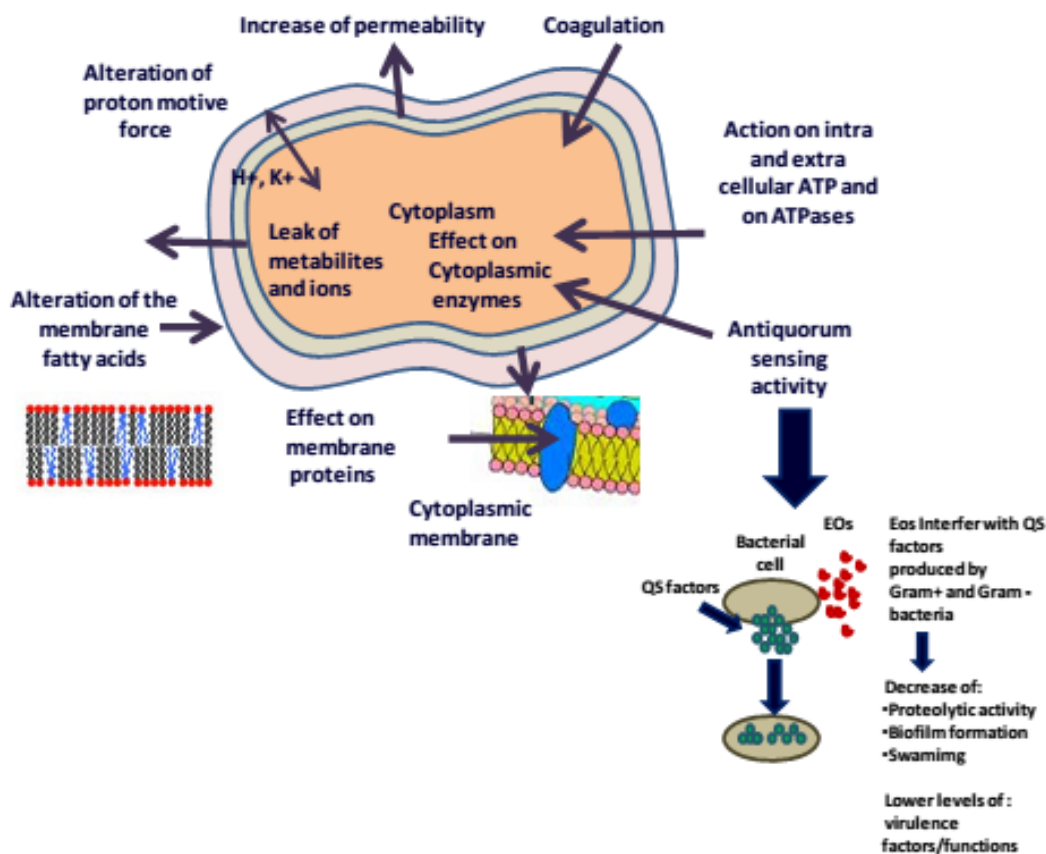 Increase of permeability
Coagulation
Alteration of
proton motive
force
H+, K+
Action on intra
and extra
cellular ATP and
on ATPases
Cytoplasm
Effect on
Cytoplasmic
enzymes
Leak of
metabilites
and ions
Alteration of the
membrane
fatty acids
Antiquorum
sensing
activity
Effect on
membrane
proteins
Cytoplasmic
membrane
EOs
Bacterial
cell
QS factors
Eos Interfer with QS
factors
produced by
Gram+ and Gram -
bacteria
Decrease of:
•Proteolytic activity
•Biofilm formation
•Swamimg
Lower levels of :
virulence
factors/functions